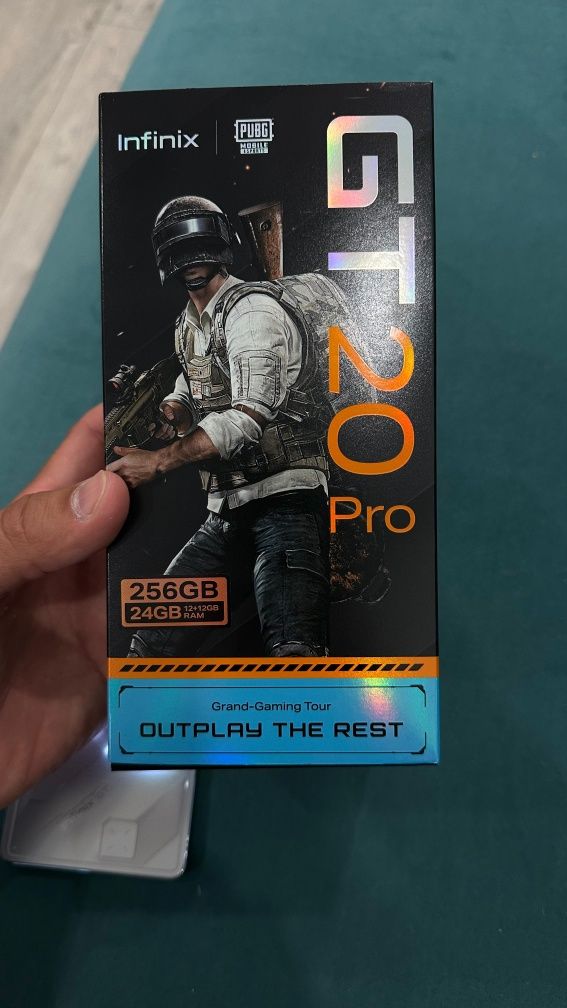 Infinix
PUBG
MOBILE
ESPORTS
GT 20 Pro
256GB
24GB 12+12GB RAM
Grand-Gaming Tour
OUTPLAY THE REST